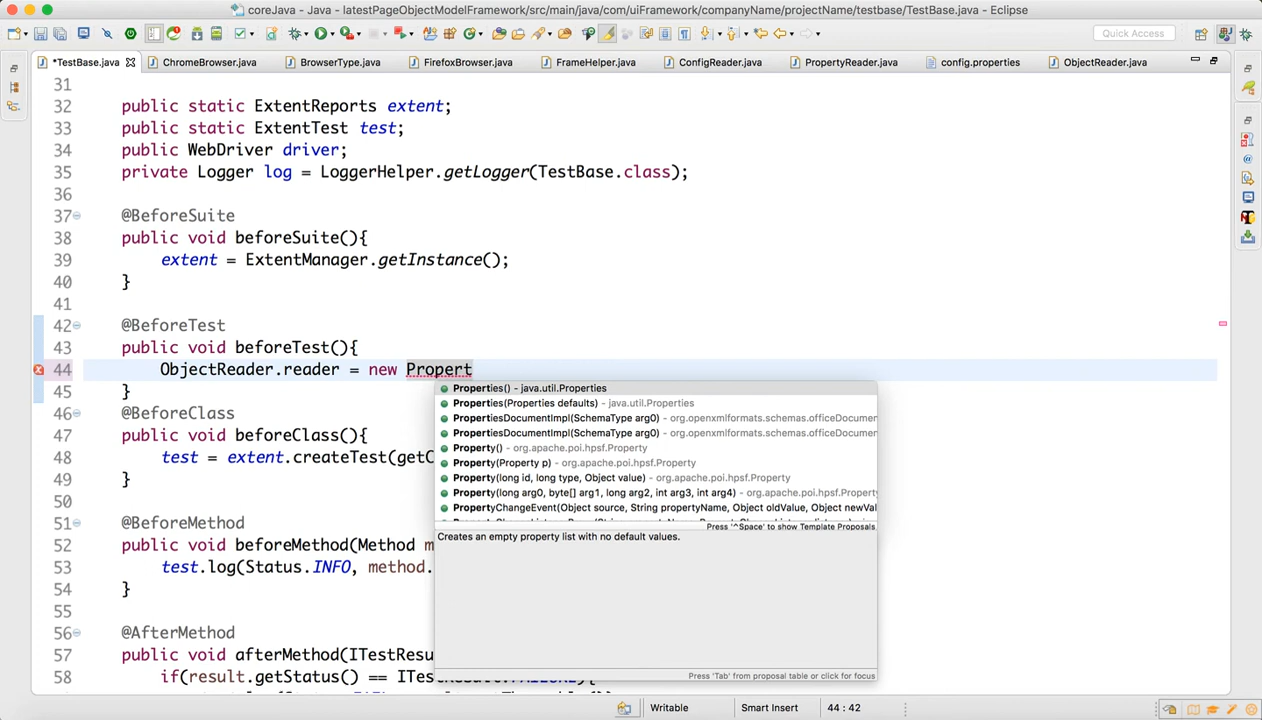 coreJava - Java - latestPageObjectModelFramework/src/main/java/com/uiFramework/companyName/projectName/testbase/TestBase.java - Eclipse
Quick Access
*TestBase.java
ChromeBrowser.java
BrowserType.java
FirefoxBrowser.java
FrameHelper.java
ConfigReader.java
PropertyReader.java
config.properties
ObjectReader.java
31
32 public static ExtentReports extent;
33 public static ExtentTest test;
34 public WebDriver driver;
35 private Logger log = LoggerHelper.getLogger(TestBase.class);
36
37 @BeforeSuite
38 public void beforeSuite(){
39 extent = ExtentManager.getInstance();
40 }
41
42 @BeforeTest
43 public void beforeTest(){
44 ObjectReader.reader = new Propert
45 }
46 @BeforeClass
47 public void beforeClass(){
48 test = extent.createTest(getC
49 }
50
51 @BeforeMethod
52 public void beforeMethod(Method m
53 test.log(Status.INFO, method.
54 }
55
56 @AfterMethod
57 public void afterMethod(ITestResu
58 if(result.getStatus() ==
Properties() - java.util.Properties
Properties(Properties defaults) - java.util.Properties
PropertiesDocumentImpl(SchemaType arg0) - org.openxmlformats.schemas.officeDocumen
PropertiesDocumentImpl(SchemaType arg0) - org.openxmlformats.schemas.officeDocumen
Property() - org.apache.poi.hpsf.Property
Property(Property p) - org.apache.poi.hpsf.Property
Property(long id, long type, Object value) - org.apache.poi.hpsf.Property
Property(long arg0, byte[] arg1, long arg2, int arg3, int arg4) - org.apache.poi.hpsf.Property
PropertyChangeEvent(Object source, String propertyName, Object oldValue, Object newVal
Press '^Space' to show Template Proposals
Creates an empty property list with no default values.
Press 'Tab' from proposal table or click for focus
Writable
Smart Insert
44 : 42